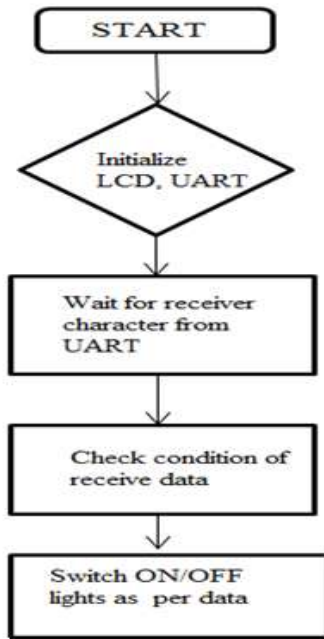 START
Initialize
LCD, UART
Wait for receiver
character from
UART
Check condition of
receive data
Switch ON/OFF
lights as per data